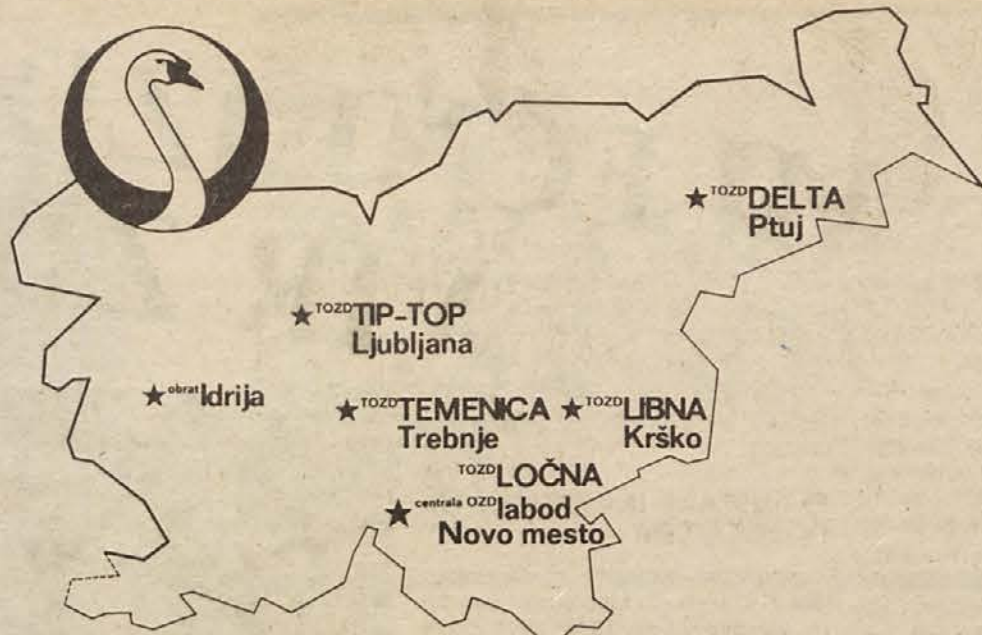 TOZD DELTA
Ptuj
TOZD TIP-TOP
Ljubljana
obrat Idrija
TOZD TEMENICA
Trebnje
TOZD LIBNA
Krško
TOZD LOČNA
centrala OZD labod
Novo mesto